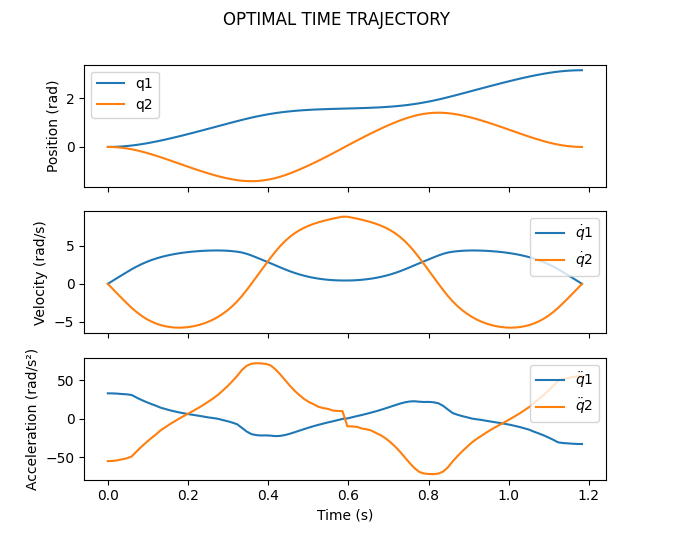 OPTIMAL TIME TRAJECTORY
Position (rad)
2
0
q1
q2
Velocity (rad/s)
5
0
−5
q̇1
q̇2
Acceleration (rad/s²)
50
0
−50
q̈1
q̈2
0.0 0.2 0.4 0.6 0.8 1.0 1.2
Time (s)